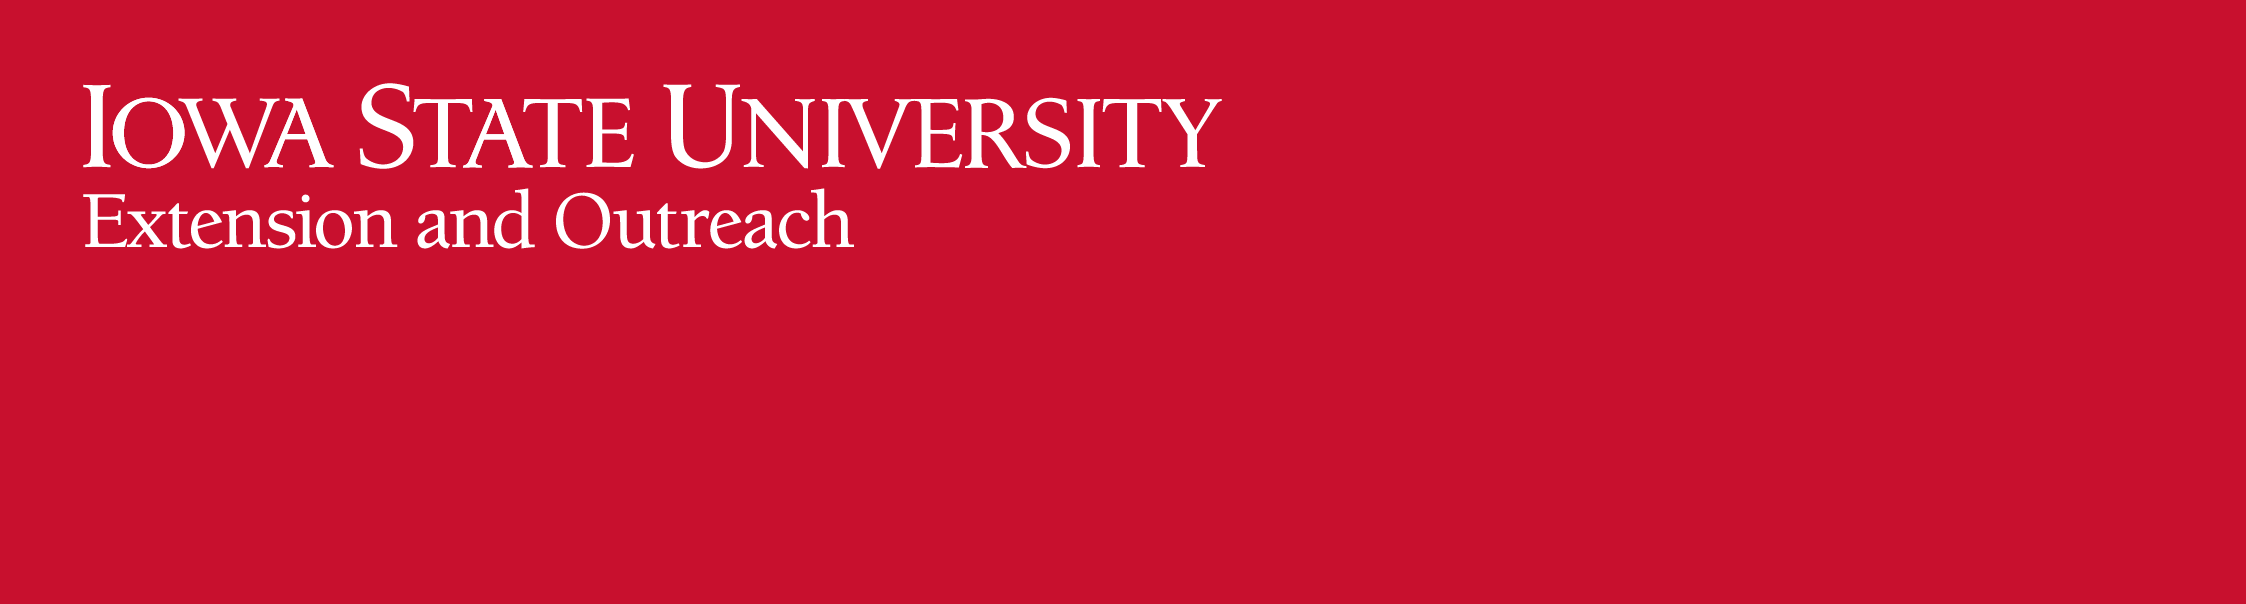 IOWA STATE UNIVERSITY
Extension and Outreach